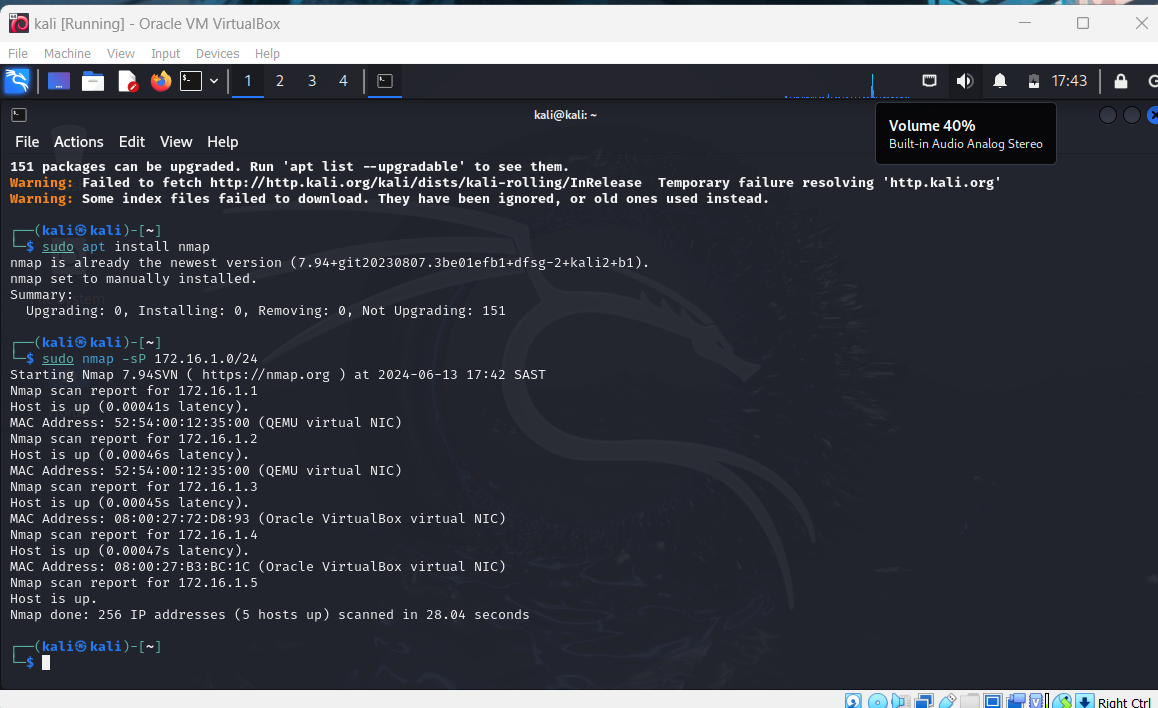 kali [Running] - Oracle VM VirtualBox
File Machine View Input Devices Help
1 2 3 4 17:43
kali@kali: ~
Volume 40%
Built-in Audio Analog Stereo
File Actions Edit View Help
151 packages can be upgraded. Run 'apt list --upgradable' to see them.
Warning: Failed to fetch http://http.kali.org/kali/dists/kali-rolling/InRelease  Temporary failure resolving 'http.kali.org'
Warning: Some index files failed to download. They have been ignored, or old ones used instead.
┌──(kali㉿kali)-[~]
└─$ sudo apt install nmap
nmap is already the newest version (7.94+git20230807.3be01efb1+dfsg-2+kali2+b1).
nmap set to manually installed.
Summary:
  Upgrading: 0, Installing: 0, Removing: 0, Not Upgrading: 151
┌──(kali㉿kali)-[~]
└─$ sudo nmap -sP 172.16.1.0/24
Starting Nmap 7.94SVN ( https://nmap.org ) at 2024-06-13 17:42 SAST
Nmap scan report for 172.16.1.1
Host is up (0.00041s latency).
MAC Address: 52:54:00:12:35:00 (QEMU virtual NIC)
Nmap scan report for 172.16.1.2
Host is up (0.00046s latency).
MAC Address: 52:54:00:12:35:00 (QEMU virtual NIC)
Nmap scan report for 172.16.1.3
Host is up (0.00045s latency).
MAC Address: 08:00:27:72:D8:93 (Oracle VirtualBox virtual NIC)
Nmap scan report for 172.16.1.4
Host is up (0.00047s latency).
MAC Address: 08:00:27:B3:BC:1C (Oracle VirtualBox virtual NIC)
Nmap scan report for 172.16.1.5
Host is up.
Nmap done: 256 IP addresses (5 hosts up) scanned in 28.04 seconds
┌──(kali㉿kali)-[~]
└─$
Right Ctrl